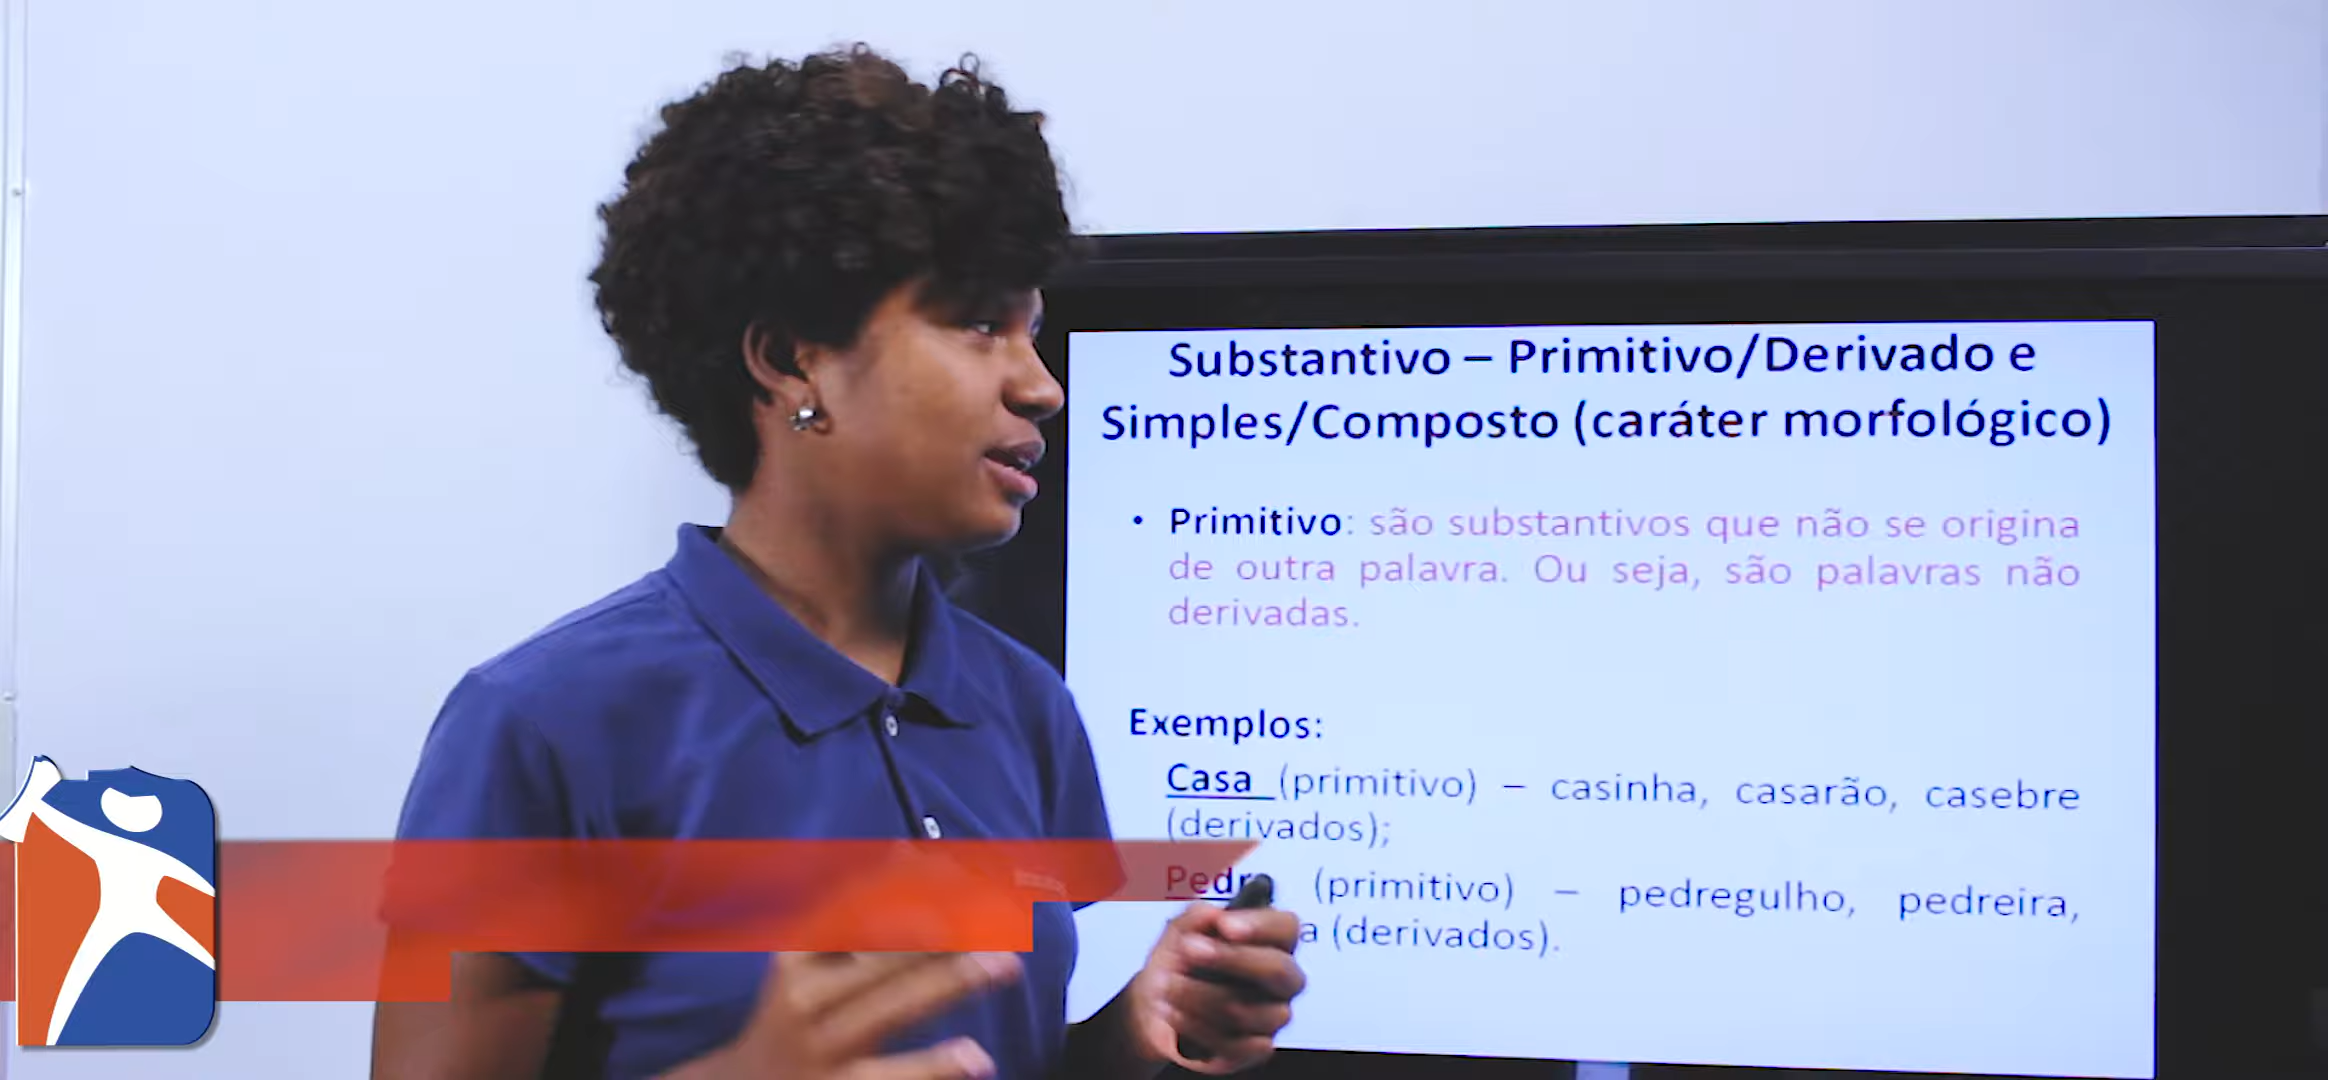 Substantivo – Primitivo/Derivado e
Simples/Composto (caráter morfológico)
• Primitivo: são substantivos que não se origina
de outra palavra. Ou seja, são palavras não
derivadas.
Exemplos:
Casa (primitivo) – casinha, casarão, casebre
(derivados);
Pedra (primitivo) – pedregulho, pedreira,
(derivados).